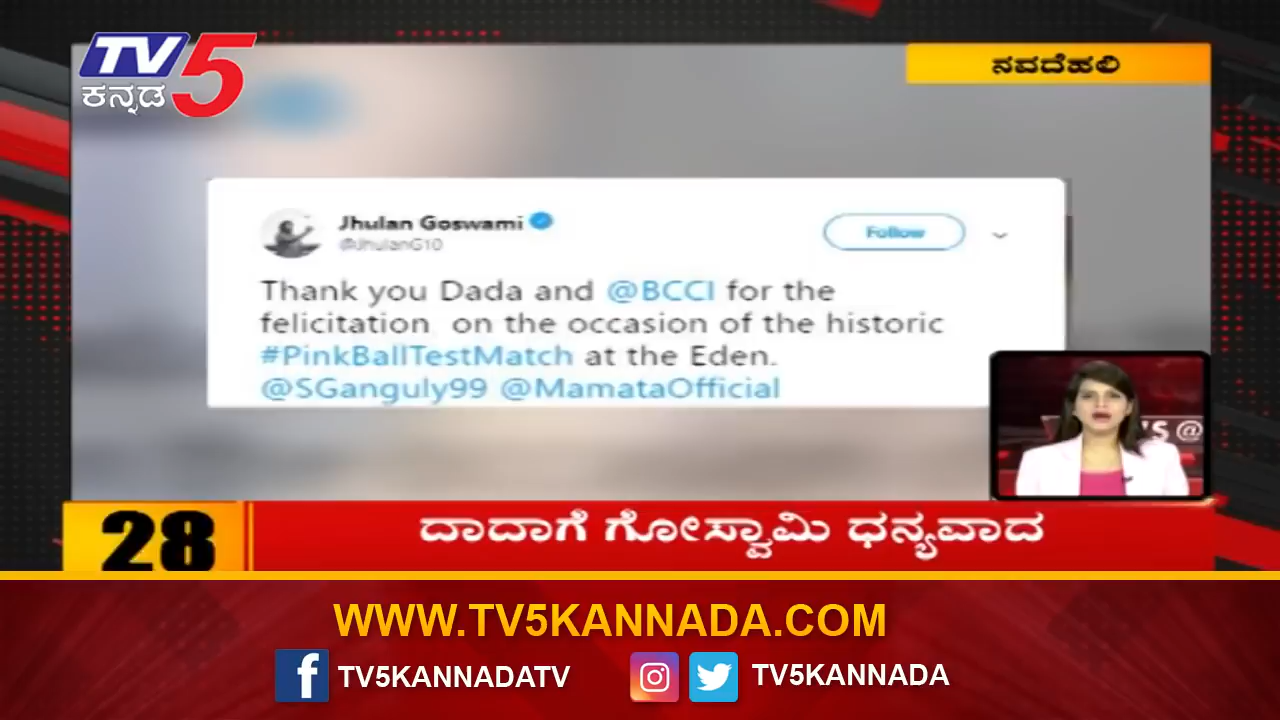 TV5
ಕನ್ನಡ
ನವದೆಹಲಿ
Jhulan Goswami
@JhulanG10
Follow
Thank you Dada and @BCCI for the
felicitation on the occasion of the historic
#PinkBallTestMatch at the Eden.
@SGanguly99 @MamataOfficial
S @
28
ದಾದಾಗೆ ಗೋಸ್ವಾಮಿ ಧನ್ಯವಾದ
WWW.TV5KANNADA.COM
f TV5KANNADATV
TV5KANNADA